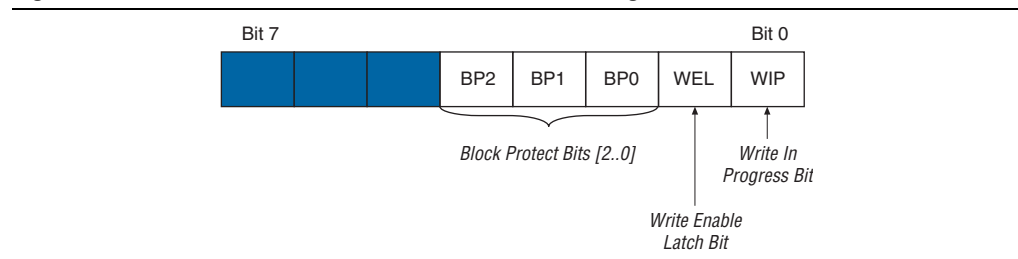 Bit 7 Bit 0
BP2 BP1 BP0 WEL WIP
Block Protect Bits [2..0]
Write In
Progress Bit
Write Enable
Latch Bit